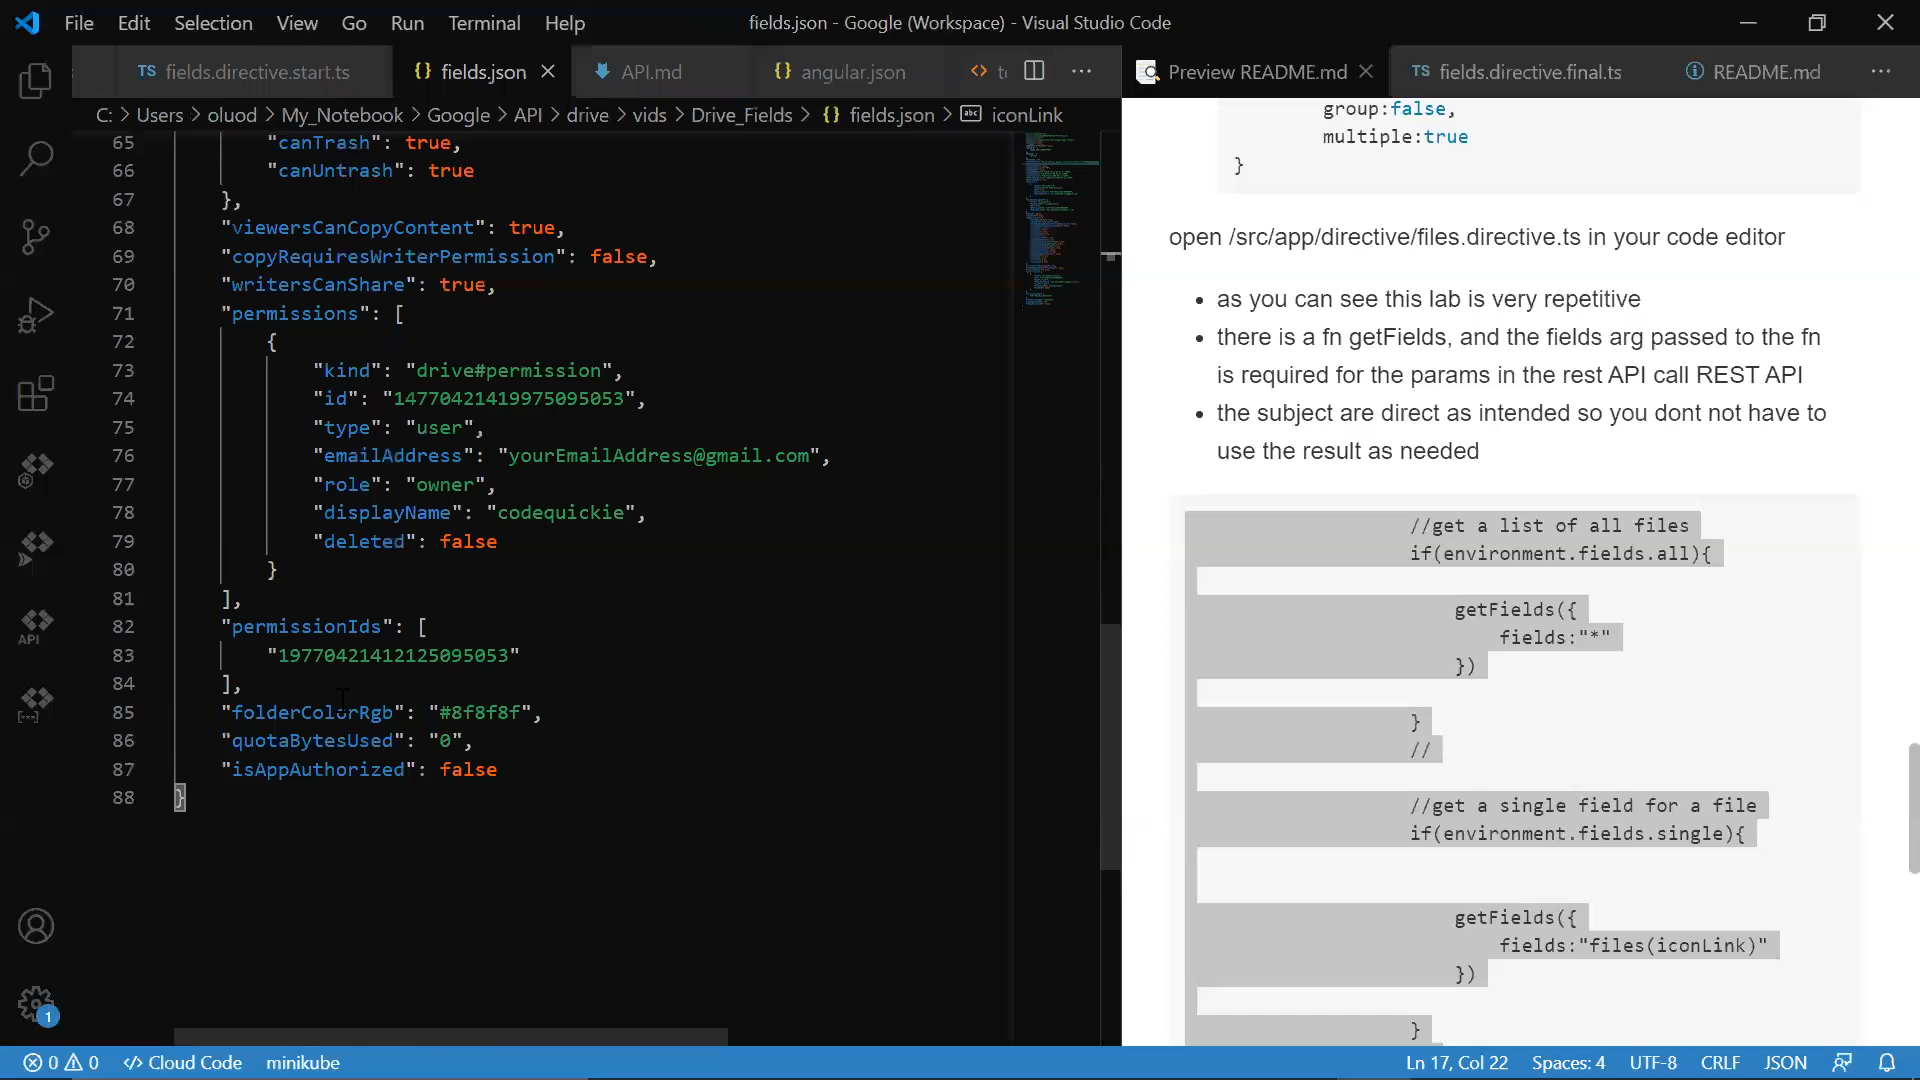 File Edit Selection View Go Run Terminal Help
fields.json - Google (Workspace) - Visual Studio Code
TS fields.directive.start.ts
{} fields.json
API.md
{} angular.json
<>
Preview README.md
TS fields.directive.final.ts
README.md
C: > Users > oluod > My_Notebook > Google > API > drive > vids > Drive_Fields > {} fields.json > abc iconLink
65 "canTrash": true,
66 "canUntrash": true
67 },
68 "viewersCanCopyContent": true,
69 "copyRequiresWriterPermission": false,
70 "writersCanShare": true,
71 "permissions": [
72 {
73 "kind": "drive#permission",
74 "id": "14770421419975095053",
75 "type": "user",
76 "emailAddress": "yourEmailAddress@gmail.com",
77 "role": "owner",
78 "displayName": "codequickie",
79 "deleted": false
80 }
81 ],
82 "permissionIds": [
83 "19770421412125095053"
84 ],
85 "folderColorRgb": "#8f8f8f",
86 "quotaBytesUsed": "0",
87 "isAppAuthorized": false
88 }
API
group:false,
multiple:true
}
open /src/app/directive/files.directive.ts in your code editor
• as you can see this lab is very repetitive
• there is a fn getFields, and the fields arg passed to the fn
is required for the params in the rest API call REST API
• the subject are direct as intended so you dont not have to
use the result as needed
//get a list of all files
if(environment.fields.all){
getFields({
fields:"*"
})
}
//
//get a single field for a file
if(environment.fields.single){
getFields({
fields:"files(iconLink)"
})
}
1
0 0 Cloud Code minikube
Ln 17, Col 22 Spaces: 4 UTF-8 CRLF JSON